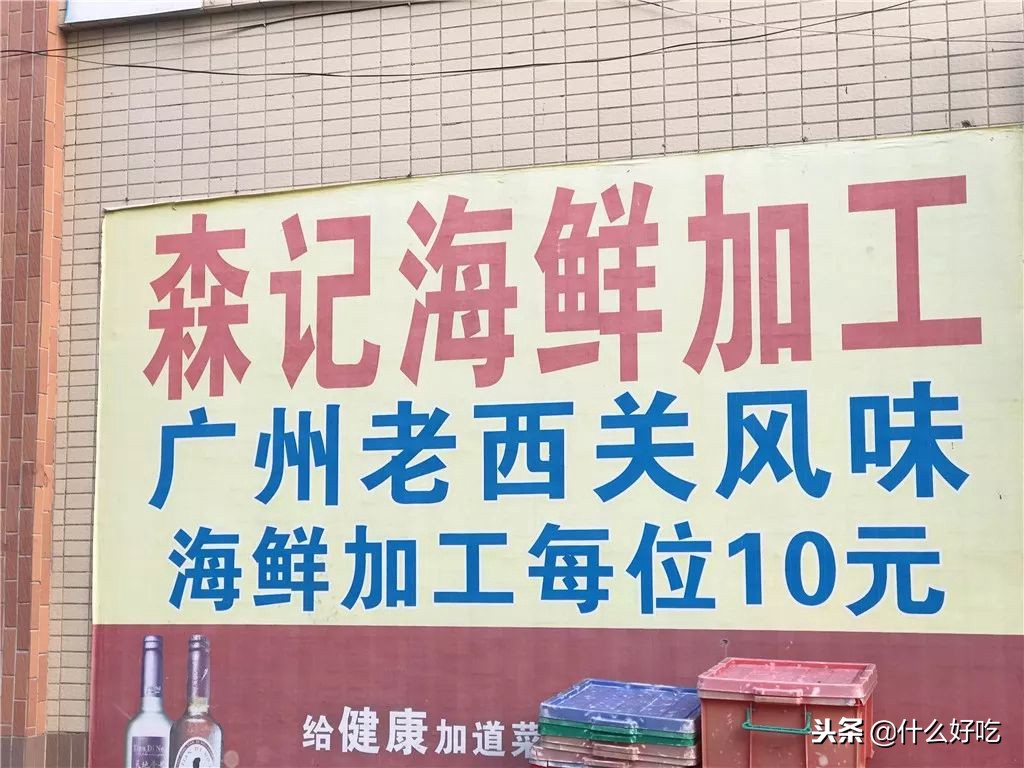 森记海鲜加工
广州老西关风味
海鲜加工每位10元
给健康加道菜
头条@什么好吃